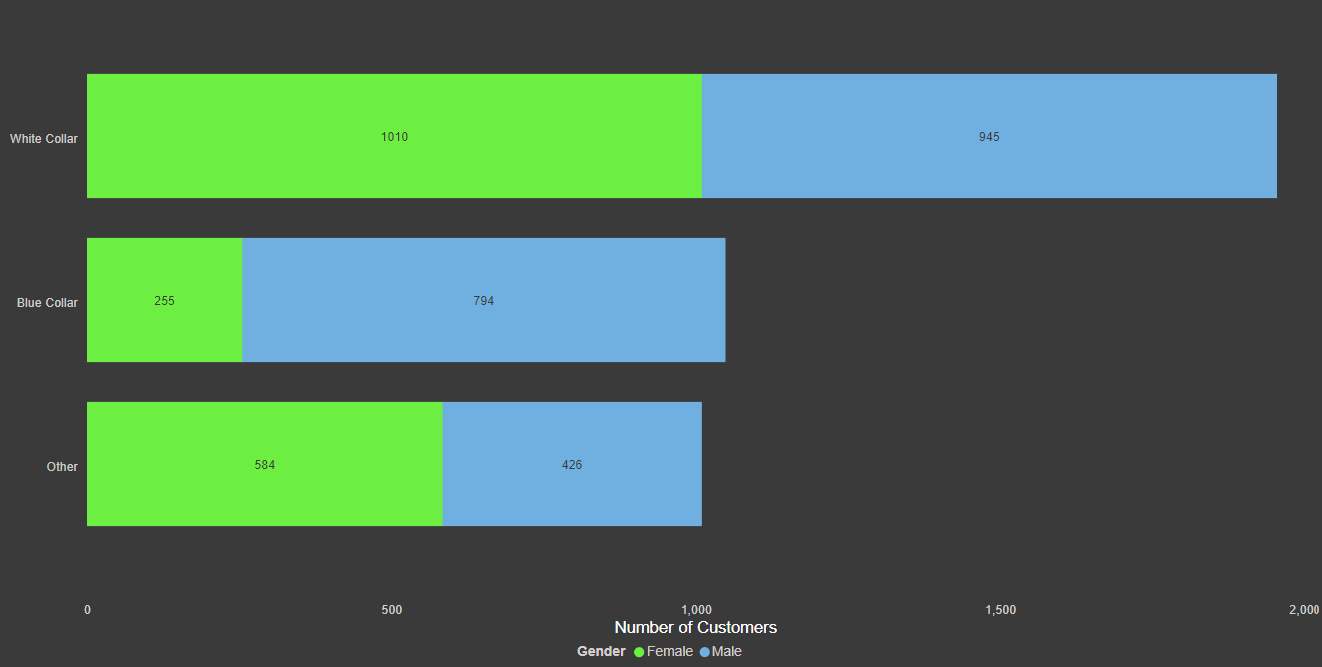 White Collar 1010 945
Blue Collar 255 794
Other 584 426
0 500 1,000 1,500 2,000
Number of Customers
Gender Female Male